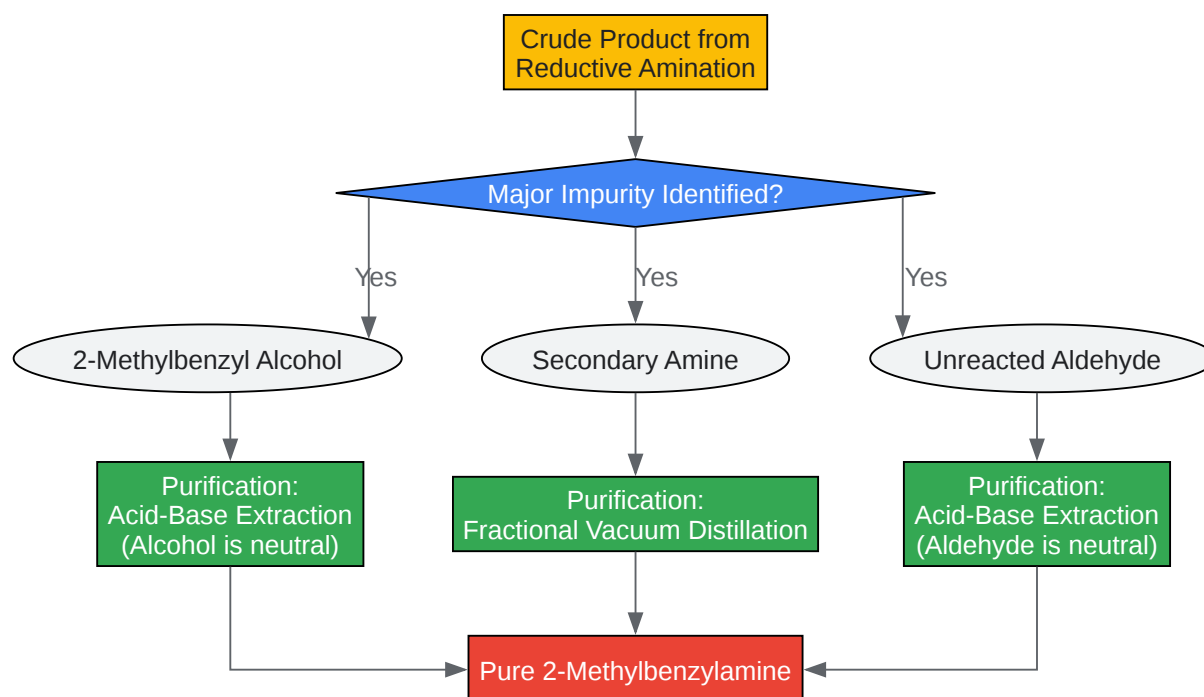 Crude Product from
Reductive Amination
Major Impurity Identified?
Yes
Yes
Yes
2-Methylbenzyl Alcohol
Secondary Amine
Unreacted Aldehyde
Purification:
Acid-Base Extraction
(Alcohol is neutral)
Purification:
Fractional Vacuum Distillation
Purification:
Acid-Base Extraction
(Aldehyde is neutral)
Pure 2-Methylbenzylamine